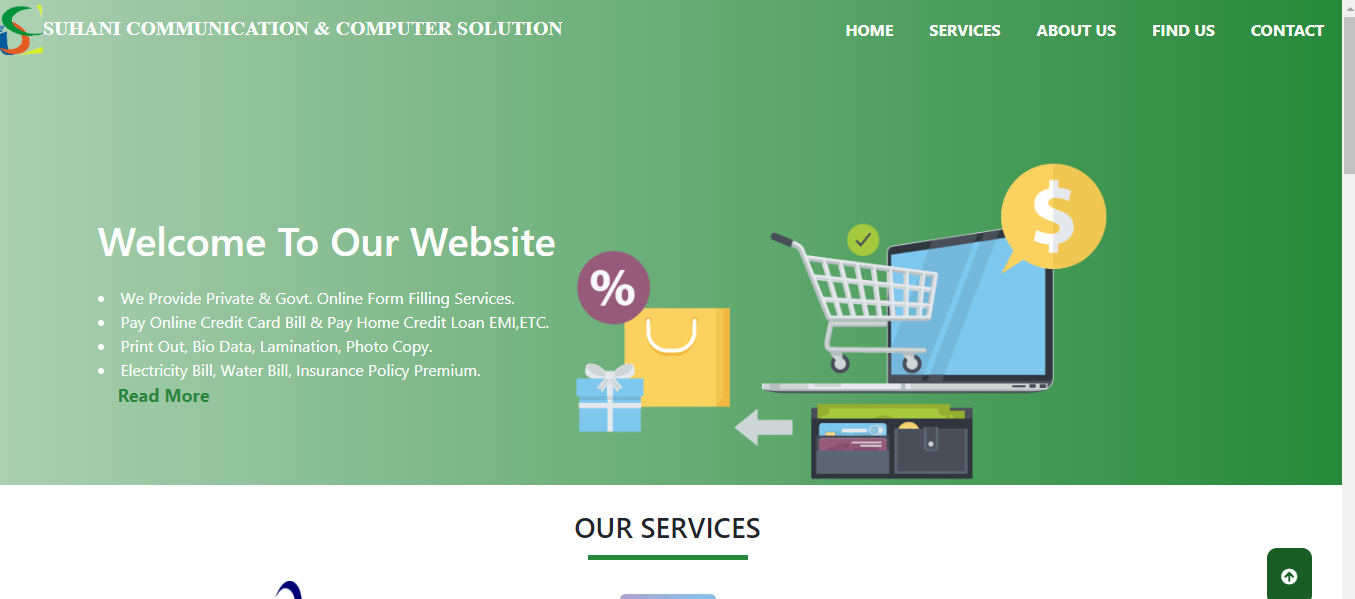 SUHANI COMMUNICATION & COMPUTER SOLUTION
HOME SERVICES ABOUT US FIND US CONTACT
Welcome To Our Website
We Provide Private & Govt. Online Form Filling Services.
Pay Online Credit Card Bill & Pay Home Credit Loan EMI,ETC.
Print Out, Bio Data, Lamination, Photo Copy.
Electricity Bill, Water Bill, Insurance Policy Premium.
Read More
%
$
OUR SERVICES